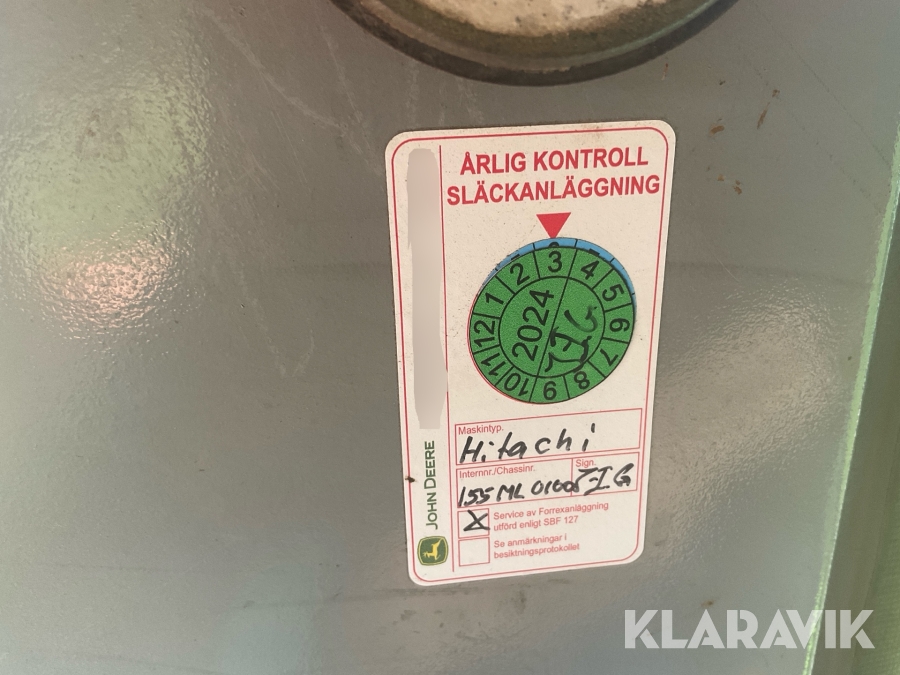 ÅRLIG KONTROLL
SLÄCKANLÄGGNING
1 2 3 4 5 6 7 8 9 10 11 12
2024
Maskintyp.
Hitachi
Internnr./Chassinr.
Sign.
JOHN DEERE
X
Service av Forrexanläggning
utförd enligt SBF 127
Se anmärkningar i
besiktningsprotokollet
KLARAVIK